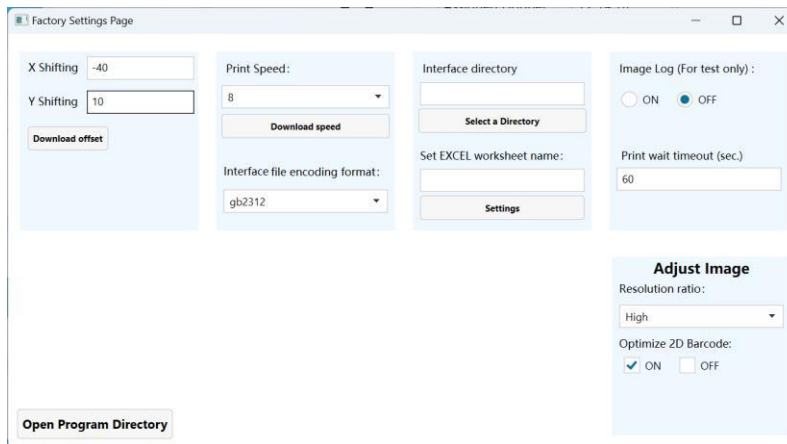 Factory Settings Page
X Shifting -40
Y Shifting 10
Download offset
Print Speed:
8
Download speed
Interface file encoding format:
gb2312
Interface directory
Select a Directory
Set EXCEL worksheet name:
Settings
Image Log (For test only) :
ON OFF
Print wait timeout (sec.)
60
Adjust Image
Resolution ratio:
High
Optimize 2D Barcode:
ON OFF
Open Program Directory